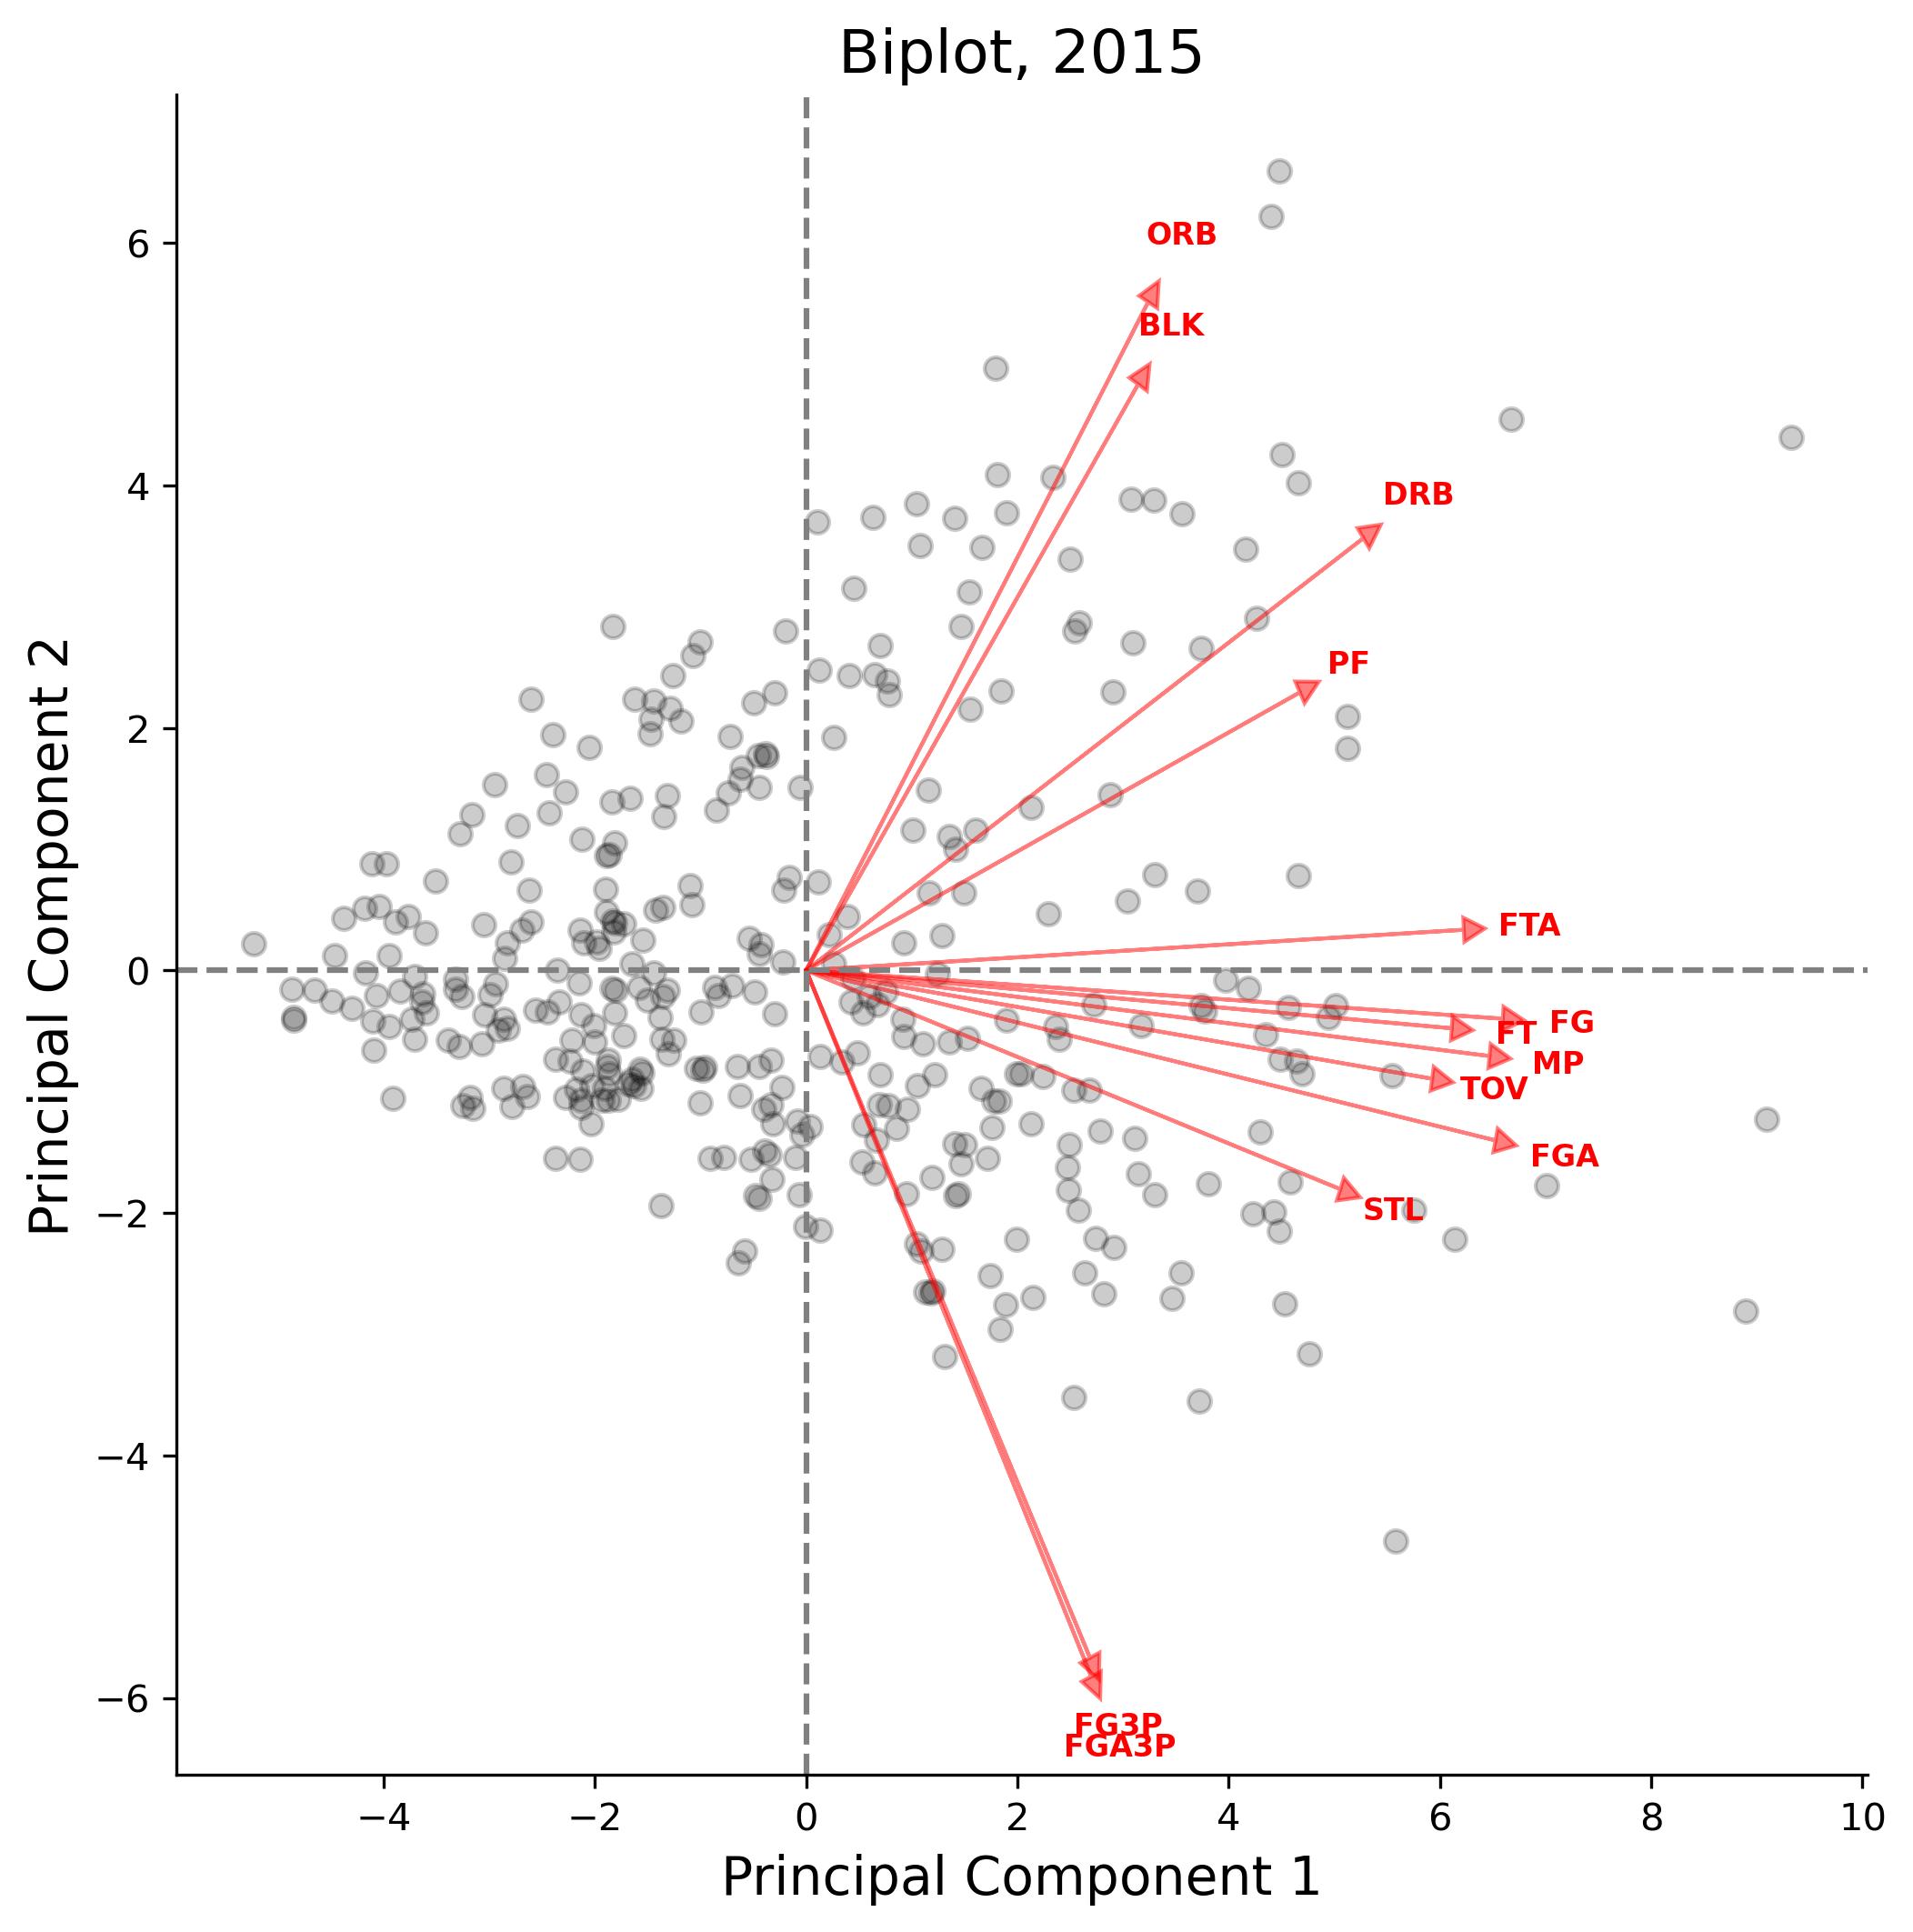 Biplot, 2015
ORB
BLK
DRB
PF
FTA
FG
FT
MP
TOV
FGA
STL
FG3P
FGA3P
6
4
2
0
−2
−4
−6
Principal Component 2
−4
−2
0
2
4
6
8
10
Principal Component 1